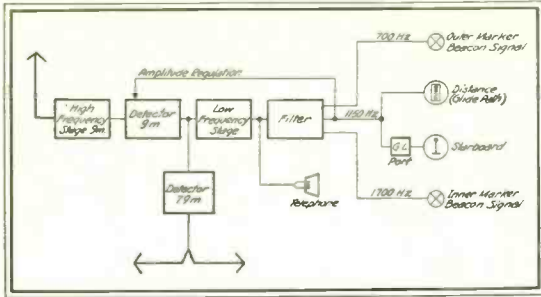 700 Hz
Outer Marker
Beacon Signal
Amplitude Regulation
High
Frequency
Stage 9m
Detector
9m
Low
Frequency
Stage
Filter
1150 Hz
Distance
(Glide Path)
G.L.
Port
Starboard
Detector
7.9m
Telephone
1700 Hz
Inner Marker
Beacon Signal